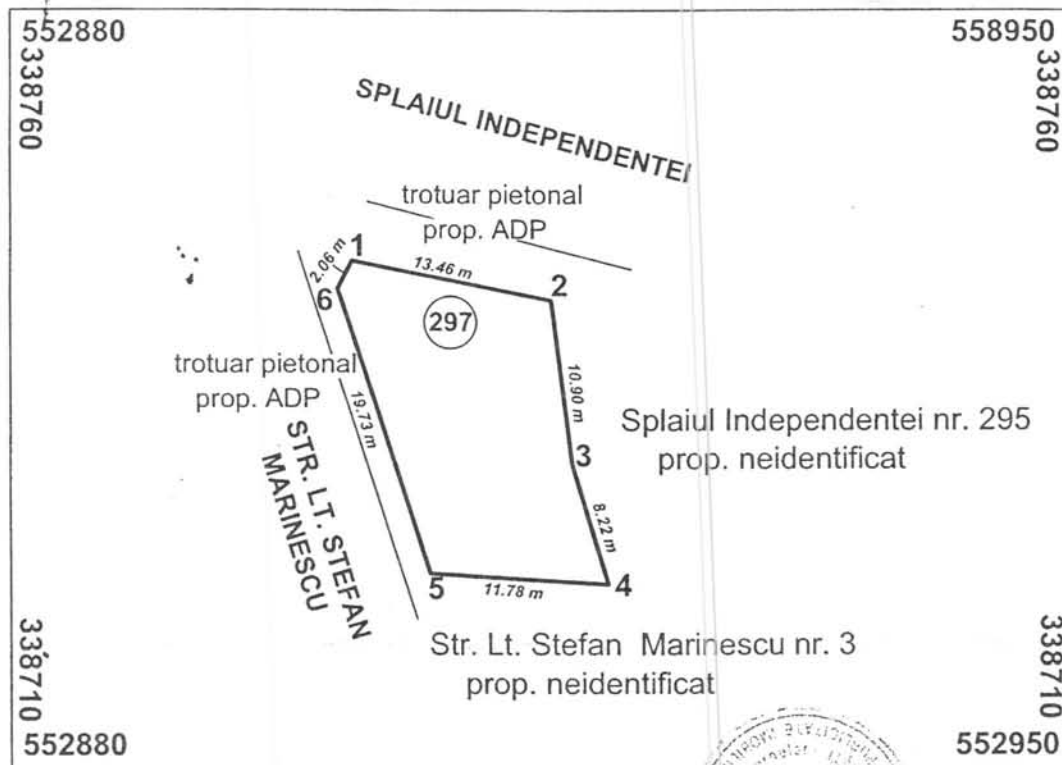 552880
558950
338760
338760
SPLAIUL INDEPENDENTEI
trotuar pietonal
prop. ADP
2.06 m
1
13.46 m
2
6
297
trotuar pietonal
prop. ADP
19.73 m
10.90 m
Splaiul Independentei nr. 295
prop. neidentificat
3
STR. LT. STEFAN
MARINESCU
8.22 m
5
11.78 m
4
Str. Lt. Stefan Marinescu nr. 3
prop. neidentificat
338710
338710
552880
552950
PUBLICITATE IMOBIL